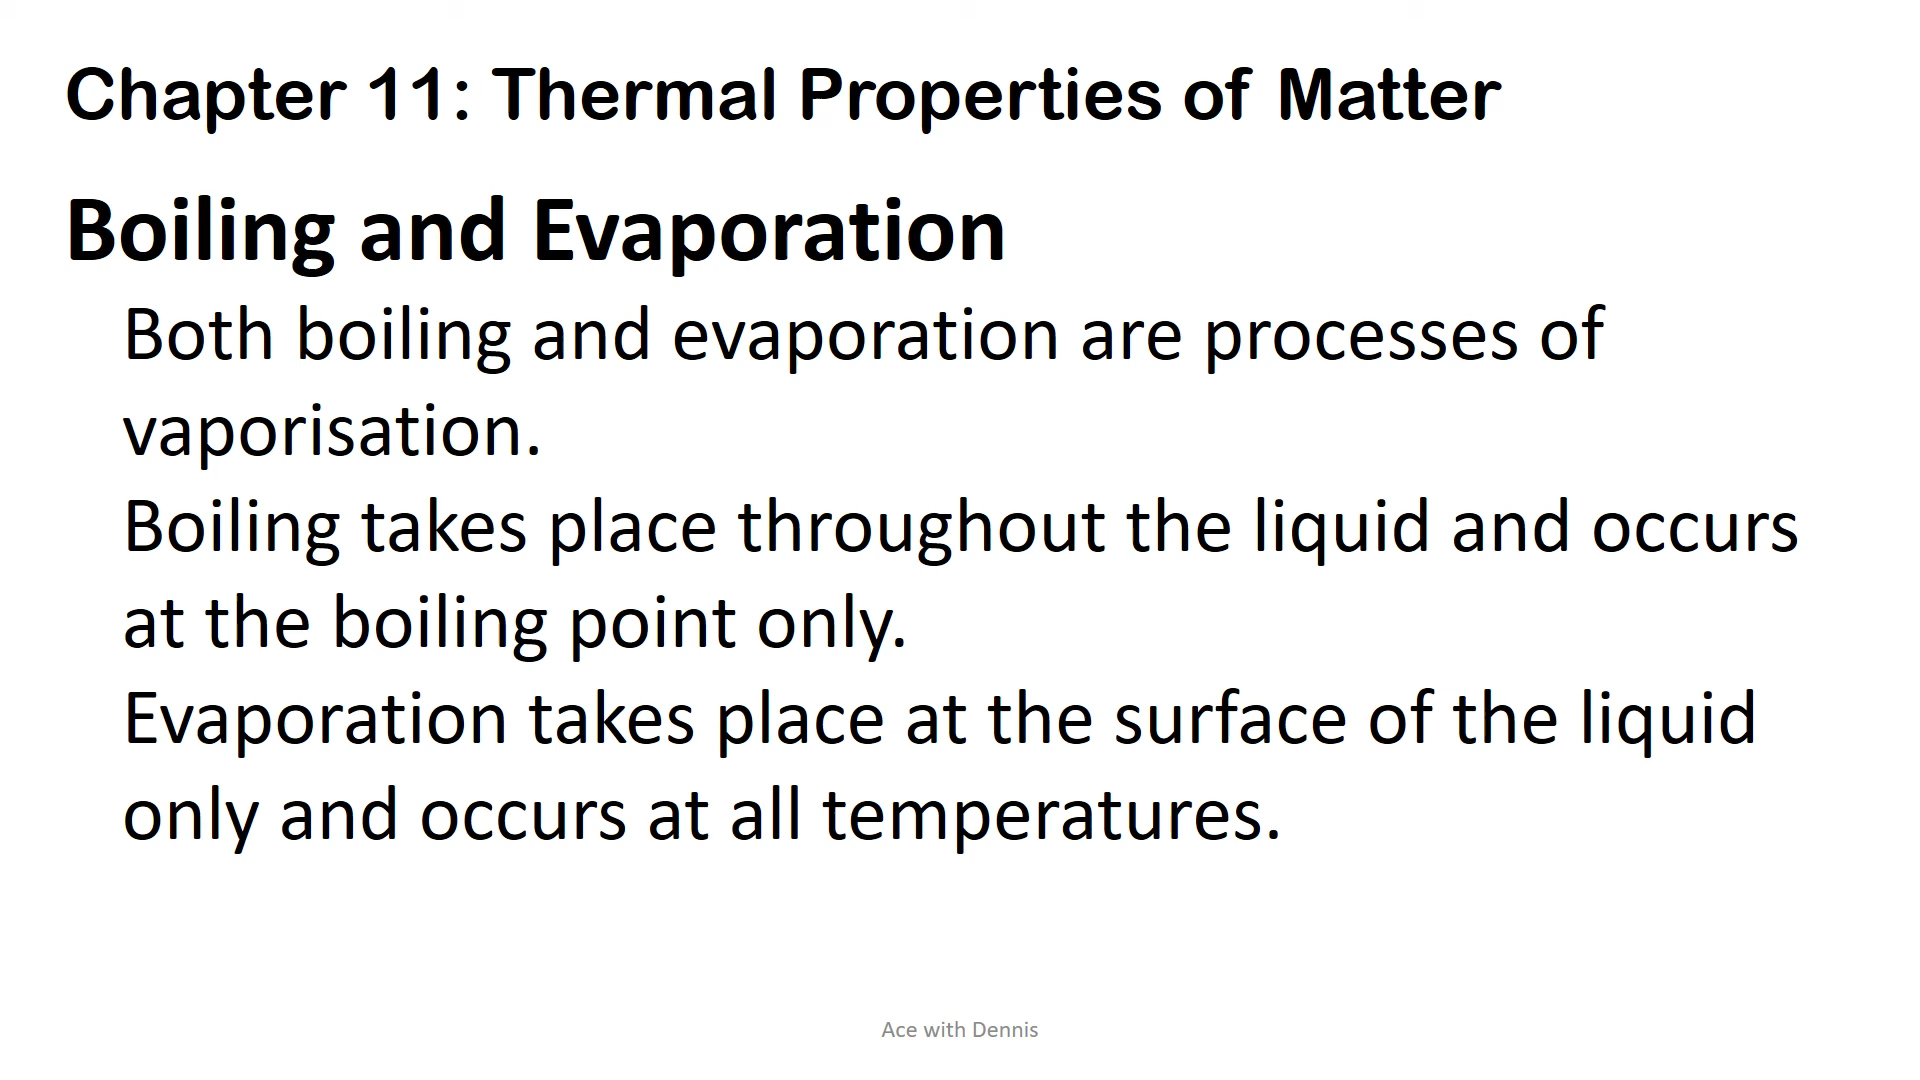 Chapter 11: Thermal Properties of Matter
Boiling and Evaporation
Both boiling and evaporation are processes of
vaporisation.
Boiling takes place throughout the liquid and occurs
at the boiling point only.
Evaporation takes place at the surface of the liquid
only and occurs at all temperatures.
Ace with Dennis